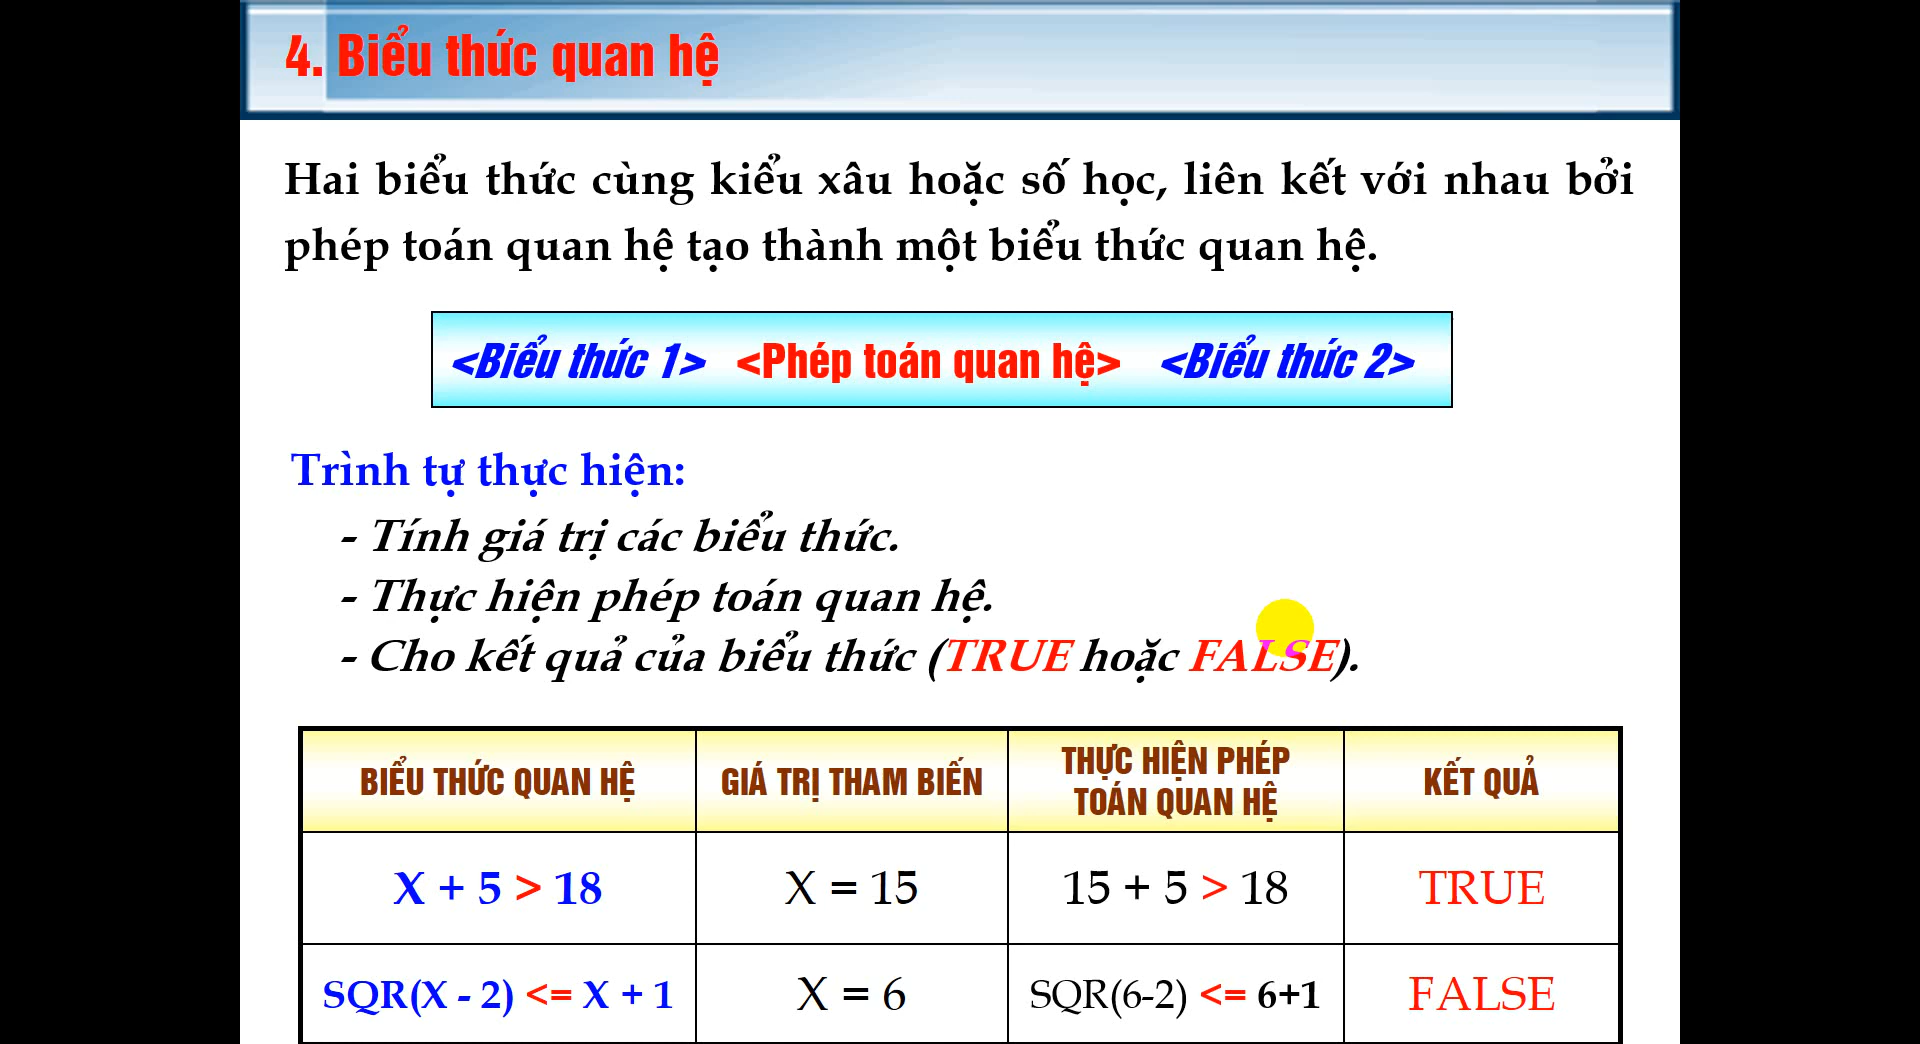 4. Biểu thức quan hệ
Hai biểu thức cùng kiểu xâu hoặc số học, liên kết với nhau bởi
phép toán quan hệ tạo thành một biểu thức quan hệ.
<Biểu thức 1> <Phép toán quan hệ> <Biểu thức 2>
Trình tự thực hiện:
- Tính giá trị các biểu thức.
- Thực hiện phép toán quan hệ.
- Cho kết quả của biểu thức (TRUE hoặc FALSE).
BIỂU THỨC QUAN HỆ
GIÁ TRỊ THAM BIẾN
THỰC HIỆN PHÉP
TOÁN QUAN HỆ
KẾT QUẢ
X + 5 > 18
X = 15
15 + 5 > 18
TRUE
SQR(X - 2) <= X + 1
X = 6
SQR(6-2) <= 6+1
FALSE